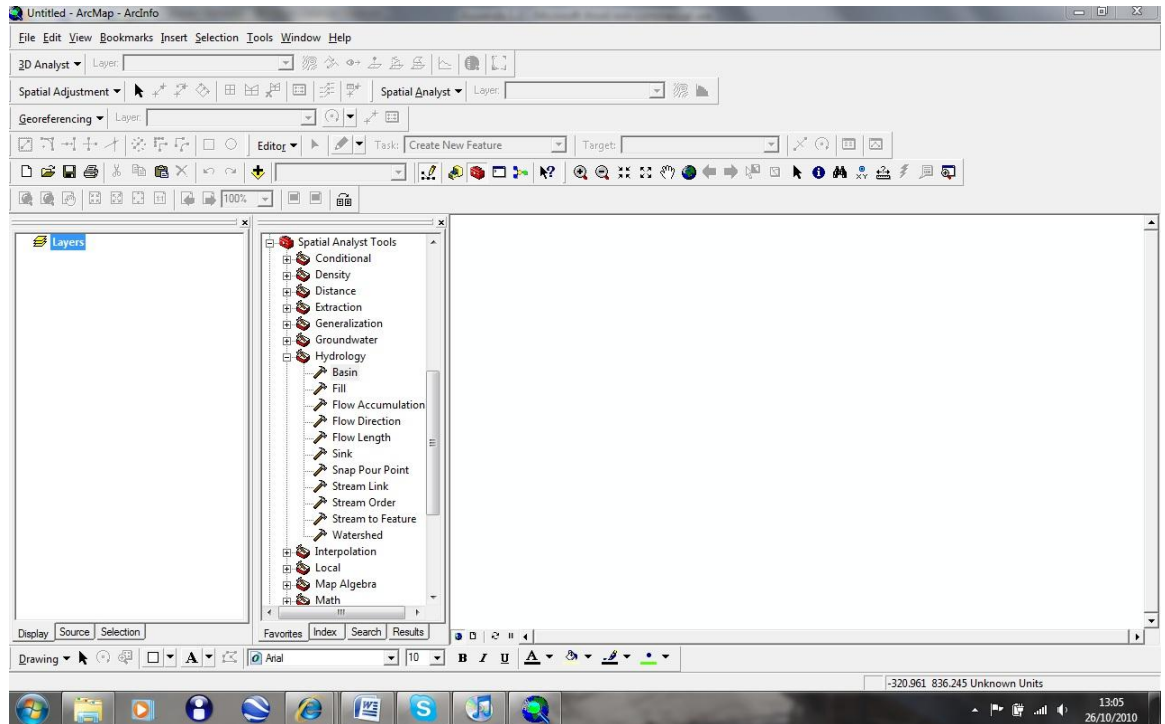 Untitled - ArcMap - ArcInfo
File Edit View Bookmarks Insert Selection Tools Window Help
3D Analyst Layer:
Spatial Adjustment Spatial Analyst Layer:
Georeferencing Layer:
Editor Task: Create New Feature Target:
100%
Layers
Spatial Analyst Tools
Conditional
Density
Distance
Extraction
Generalization
Groundwater
Hydrology
Basin
Fill
Flow Accumulation
Flow Direction
Flow Length
Sink
Snap Pour Point
Stream Link
Stream Order
Stream to Feature
Watershed
Interpolation
Local
Map Algebra
Math
Display Source Selection
Favorites Index Search Results
Drawing A Arial 10 B I U A
-320.961 836.245 Unknown Units
13:05
26/10/2010